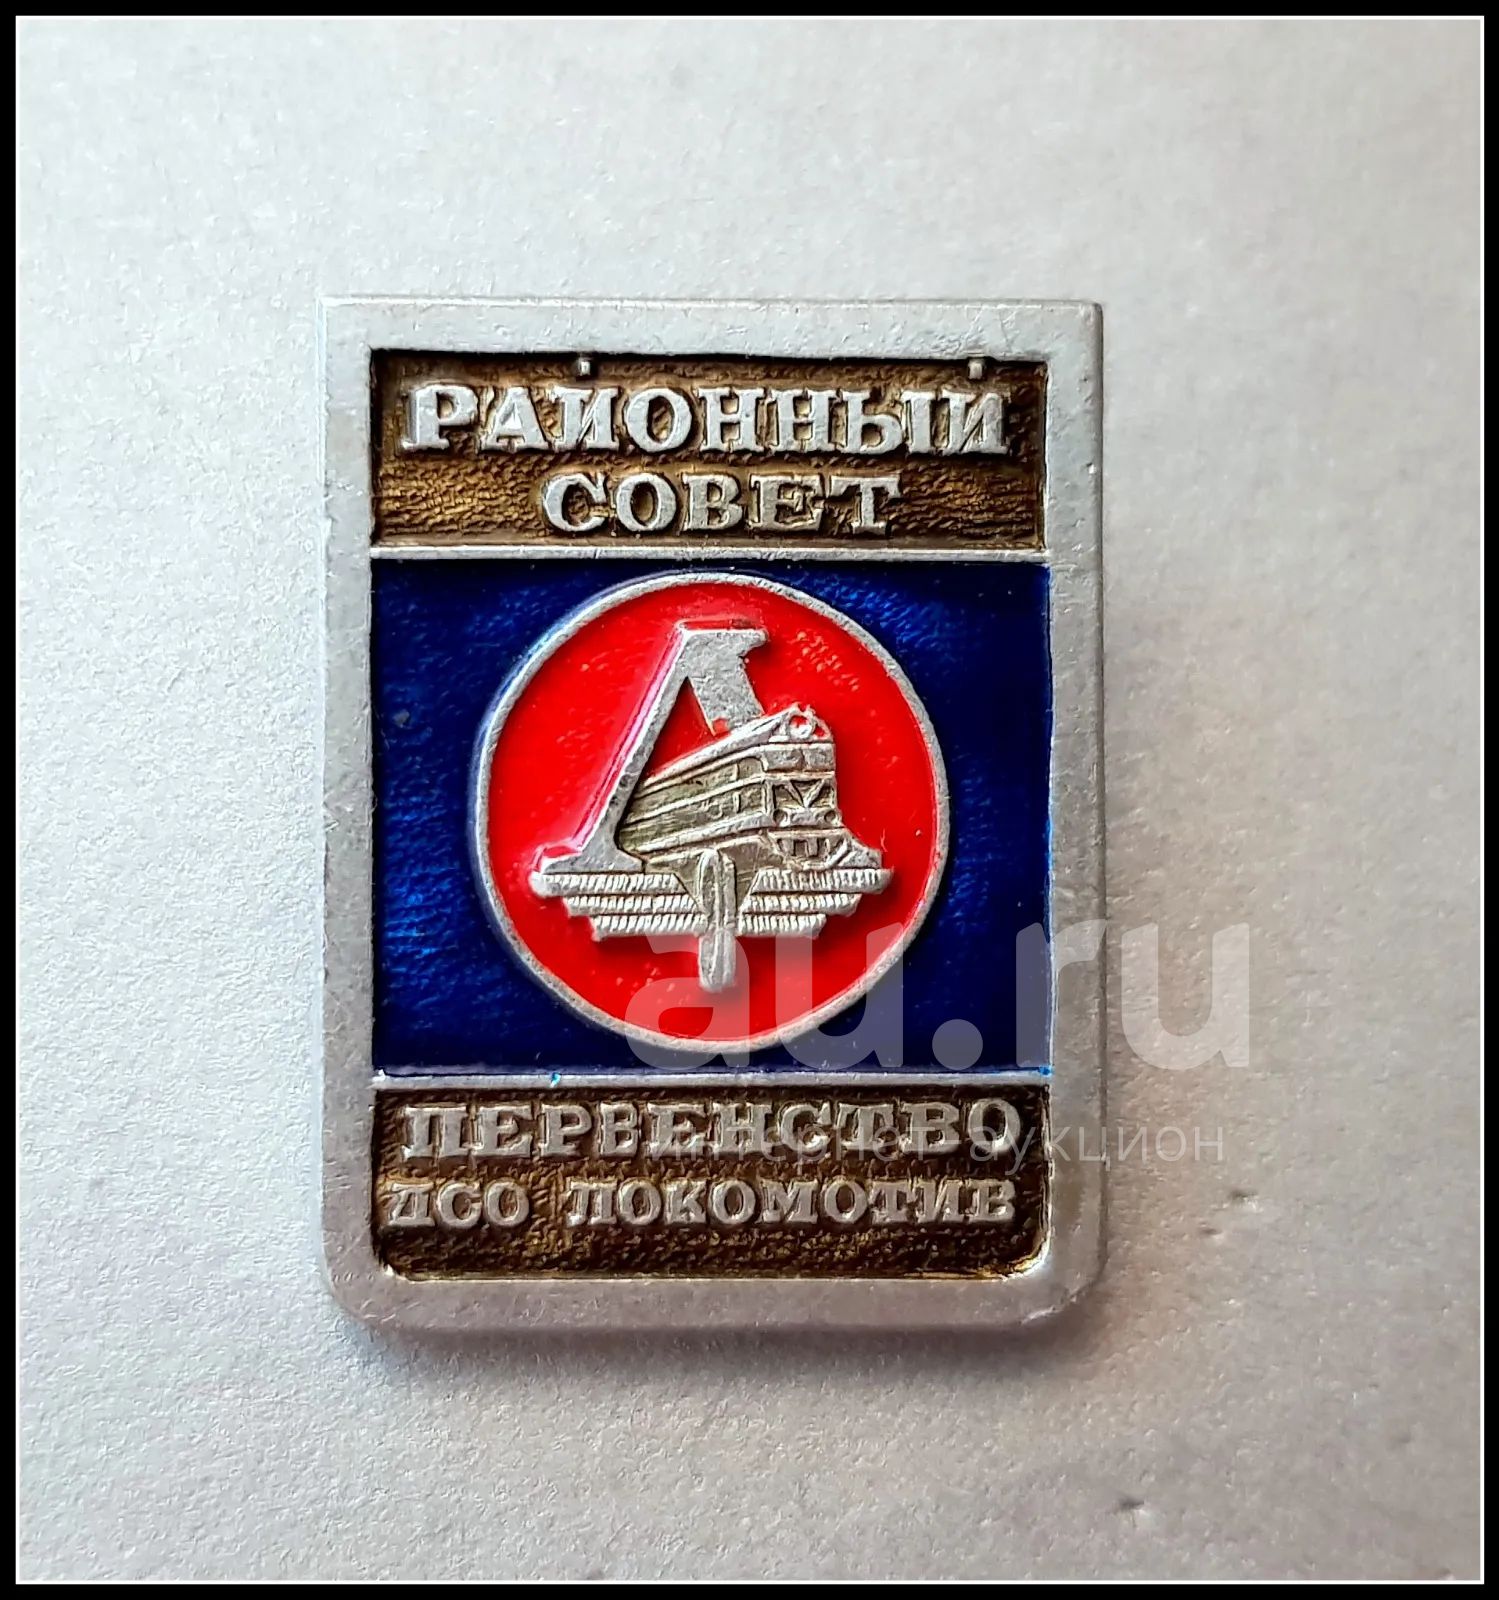 РАЙОННЫЙ
СОВЕТ
Л
ПЕРВЕНСТВО
ДСО ЛОКОМОТИВ
au.ru
интернет аукцион